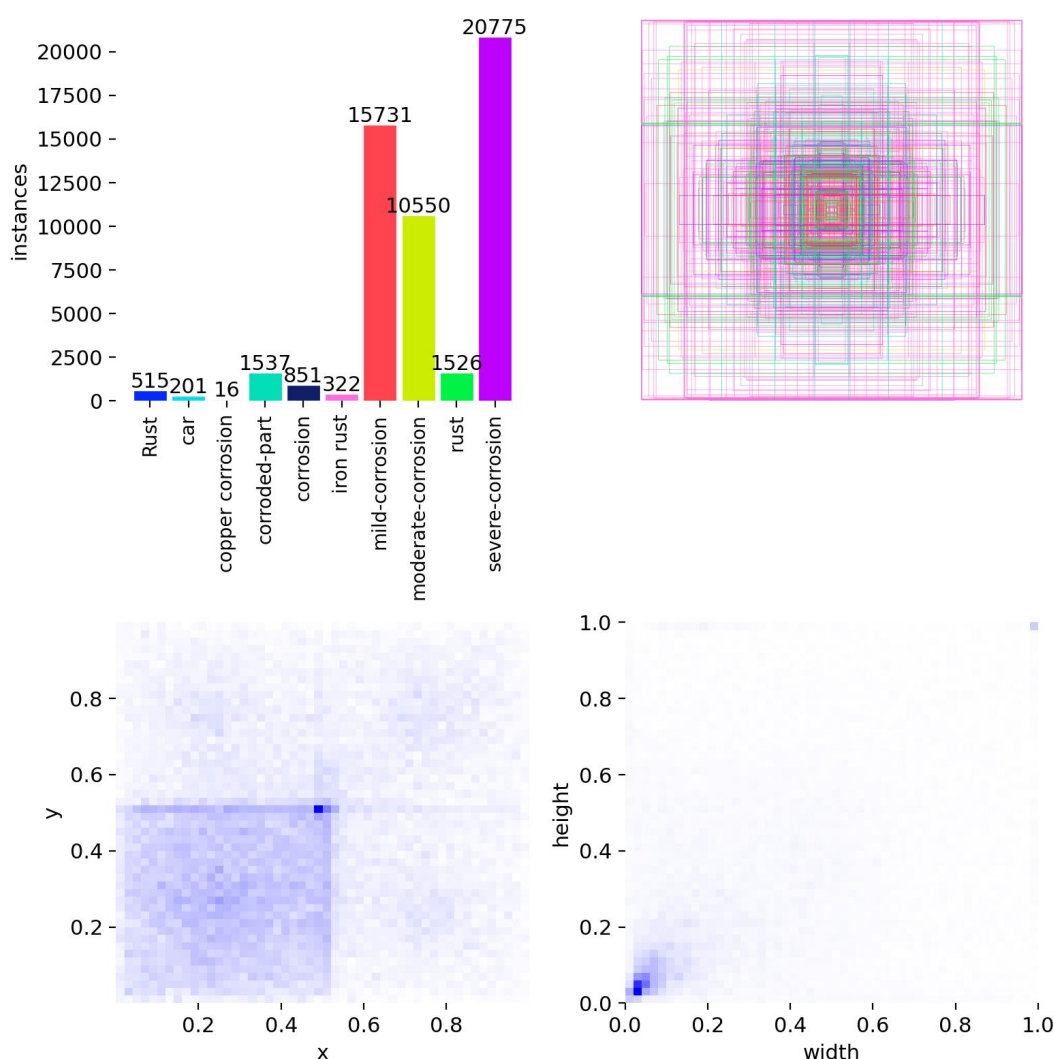 20775
20000
17500
15731
15000
12500
10550
10000
7500
5000
2500
0
instances
515
201
16
1537
851
322
1526
Rust
car
copper corrosion
corroded-part
corrosion
iron rust
mild-corrosion
moderate-corrosion
rust
severe-corrosion
0.8
0.6
0.4
0.2
y
0.2
0.4
0.6
0.8
x
1.0
0.8
0.6
0.4
0.2
0.0
height
0.0
0.2
0.4
0.6
0.8
1.0
width